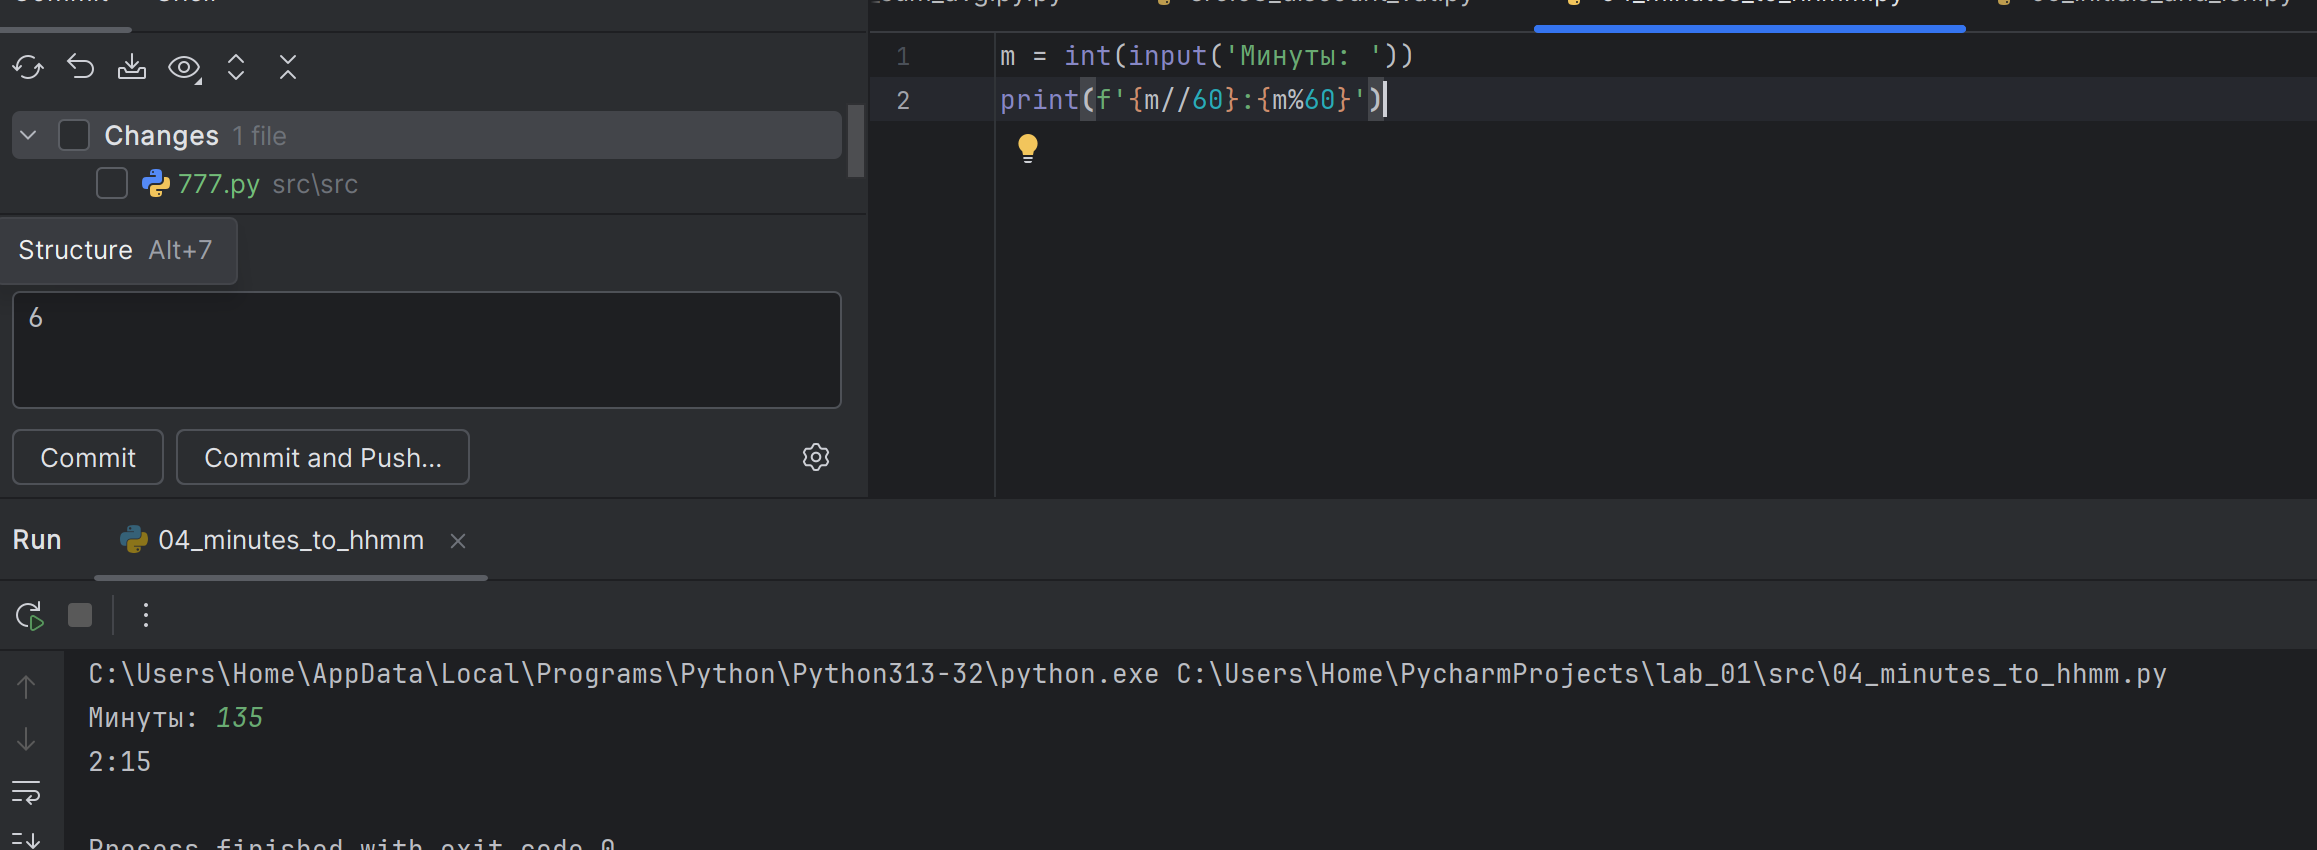 Changes 1 file
777.py src\src
Structure Alt+7
6
Commit Commit and Push...
1 m = int(input('Минуты: '))
2 print(f'{m//60}:{m%60}')
Run 04_minutes_to_hhmm
C:\Users\Home\AppData\Local\Programs\Python\Python313-32\python.exe C:\Users\Home\PycharmProjects\lab_01\src\04_minutes_to_hhmm.py
Минуты: 135
2:15
Process finished with exit code 0